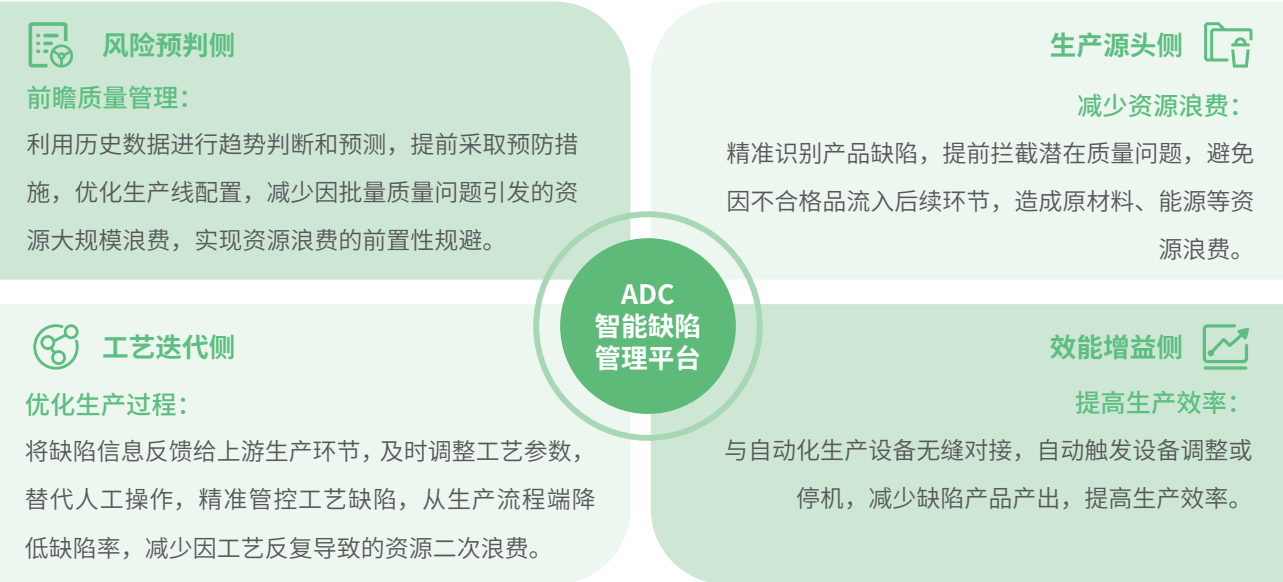 风险预判侧
前瞻质量管理：
利用历史数据进行趋势判断和预测，提前采取预防措
施，优化生产线配置，减少因批量质量问题引发的资
源大规模浪费，实现资源浪费的前置性规避。
生产源头侧
减少资源浪费：
精准识别产品缺陷，提前拦截潜在质量问题，避免
因不合格品流入后续环节，造成原材料、能源等资
源浪费。
ADC
智能缺陷
管理平台
工艺迭代侧
优化生产过程：
将缺陷信息反馈给上游生产环节，及时调整工艺参数，
替代人工操作，精准管控工艺缺陷，从生产流程端降
低缺陷率，减少因工艺反复导致的资源二次浪费。
效能增益侧
提高生产效率：
与自动化生产设备无缝对接，自动触发设备调整或
停机，减少缺陷产品产出，提高生产效率。